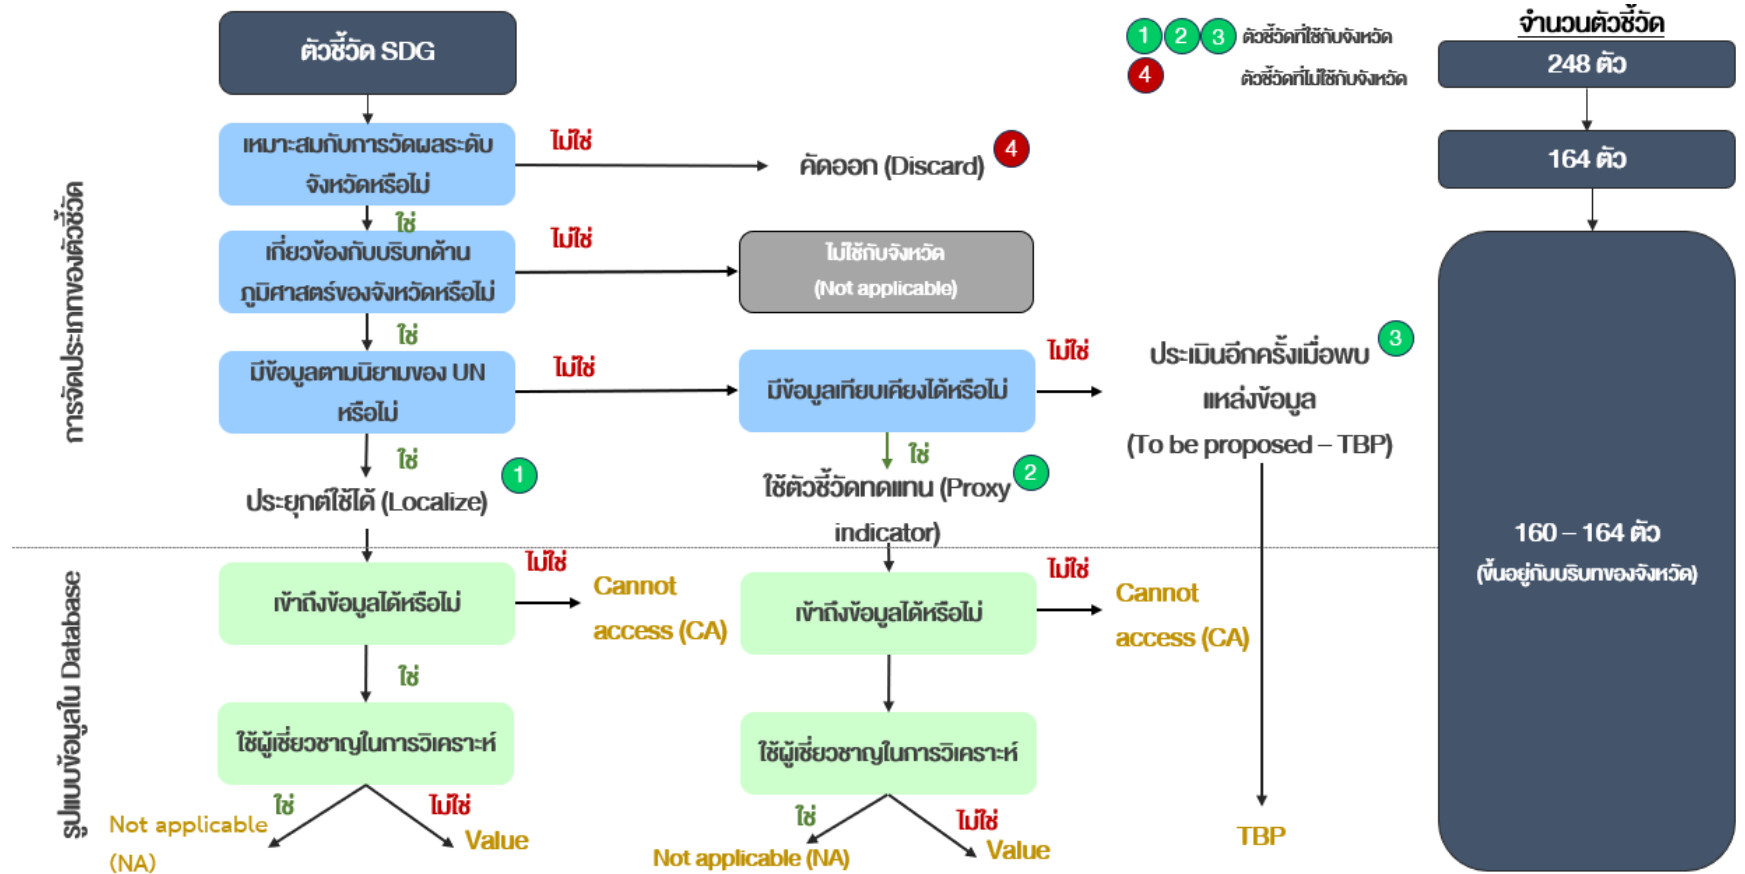 ตัวชี้วัด SDG
1 2 3 ตัวชี้วัดที่ใช้กับจังหวัด
4 ตัวชี้วัดที่ไม่ใช้กับจังหวัด
จำนวนตัวชี้วัด
248 ตัว
164 ตัว
160 – 164 ตัว
(ขึ้นอยู่กับบริบทของจังหวัด)
การจัดประเภทของตัวชี้วัด
เหมาะสมกับการวัดผลระดับ
จังหวัดหรือไม่
ไม่ใช่
คัดออก (Discard)
4
ใช่
เกี่ยวข้องกับบริบทด้าน
ภูมิศาสตร์ของจังหวัดหรือไม่
ไม่ใช่
ไม่ใช้กับจังหวัด
(Not applicable)
ใช่
มีข้อมูลตามนิยามของ UN
หรือไม่
ไม่ใช่
มีข้อมูลเทียบเคียงได้หรือไม่
ไม่ใช่
ประเมินอีกครั้งเมื่อพบ
แหล่งข้อมูล
(To be proposed – TBP)
3
ใช่
ประยุกต์ใช้ได้ (Localize)
1
ใช่
ใช้ตัวชี้วัดทดแทน (Proxy
indicator)
2
รูปแบบข้อมูลใน Database
เข้าถึงข้อมูลได้หรือไม่
ไม่ใช่
Cannot
access (CA)
เข้าถึงข้อมูลได้หรือไม่
ไม่ใช่
Cannot
access (CA)
ใช่
ใช้ผู้เชี่ยวชาญในการวิเคราะห์
ใช้ผู้เชี่ยวชาญในการวิเคราะห์
ใช่
ไม่ใช่
Not applicable
(NA)
Value
ใช่
ไม่ใช่
Not applicable (NA)
Value
TBP